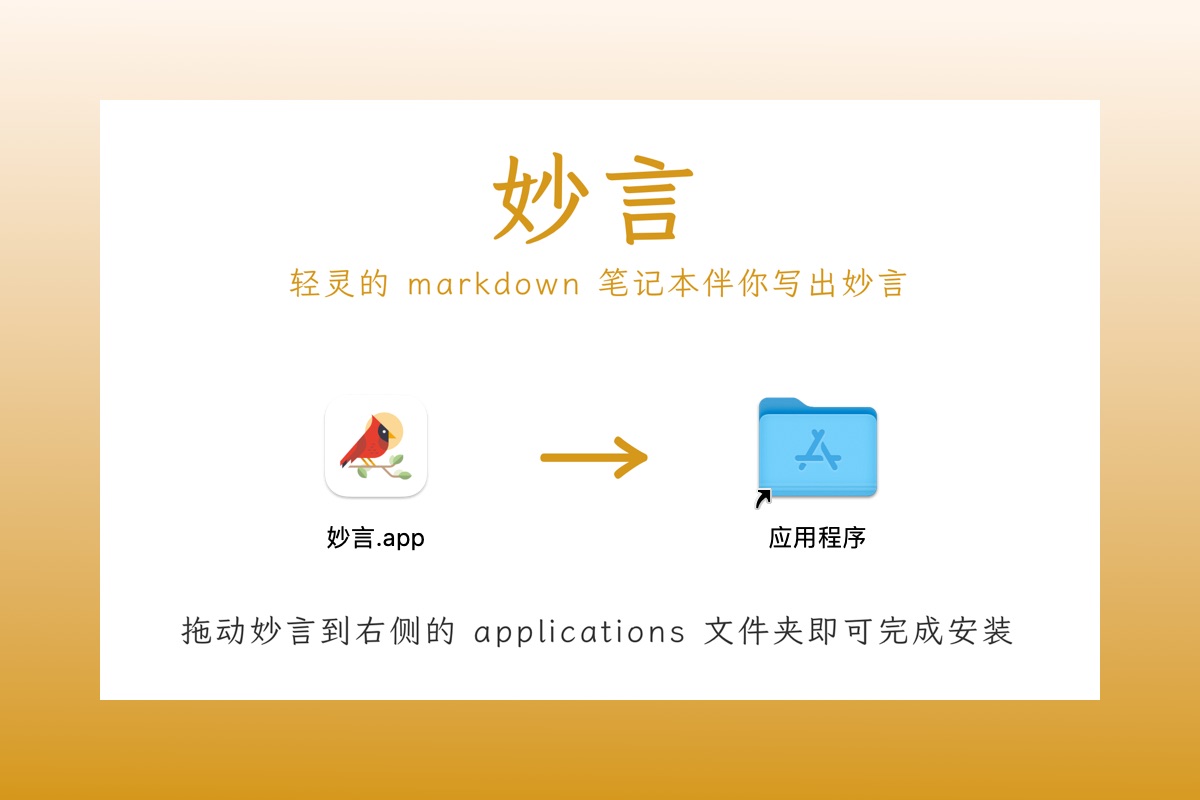 妙言
轻灵的 markdown 笔记本伴你写出妙言
妙言.app
应用程序
拖动妙言到右侧的 applications 文件夹即可完成安装